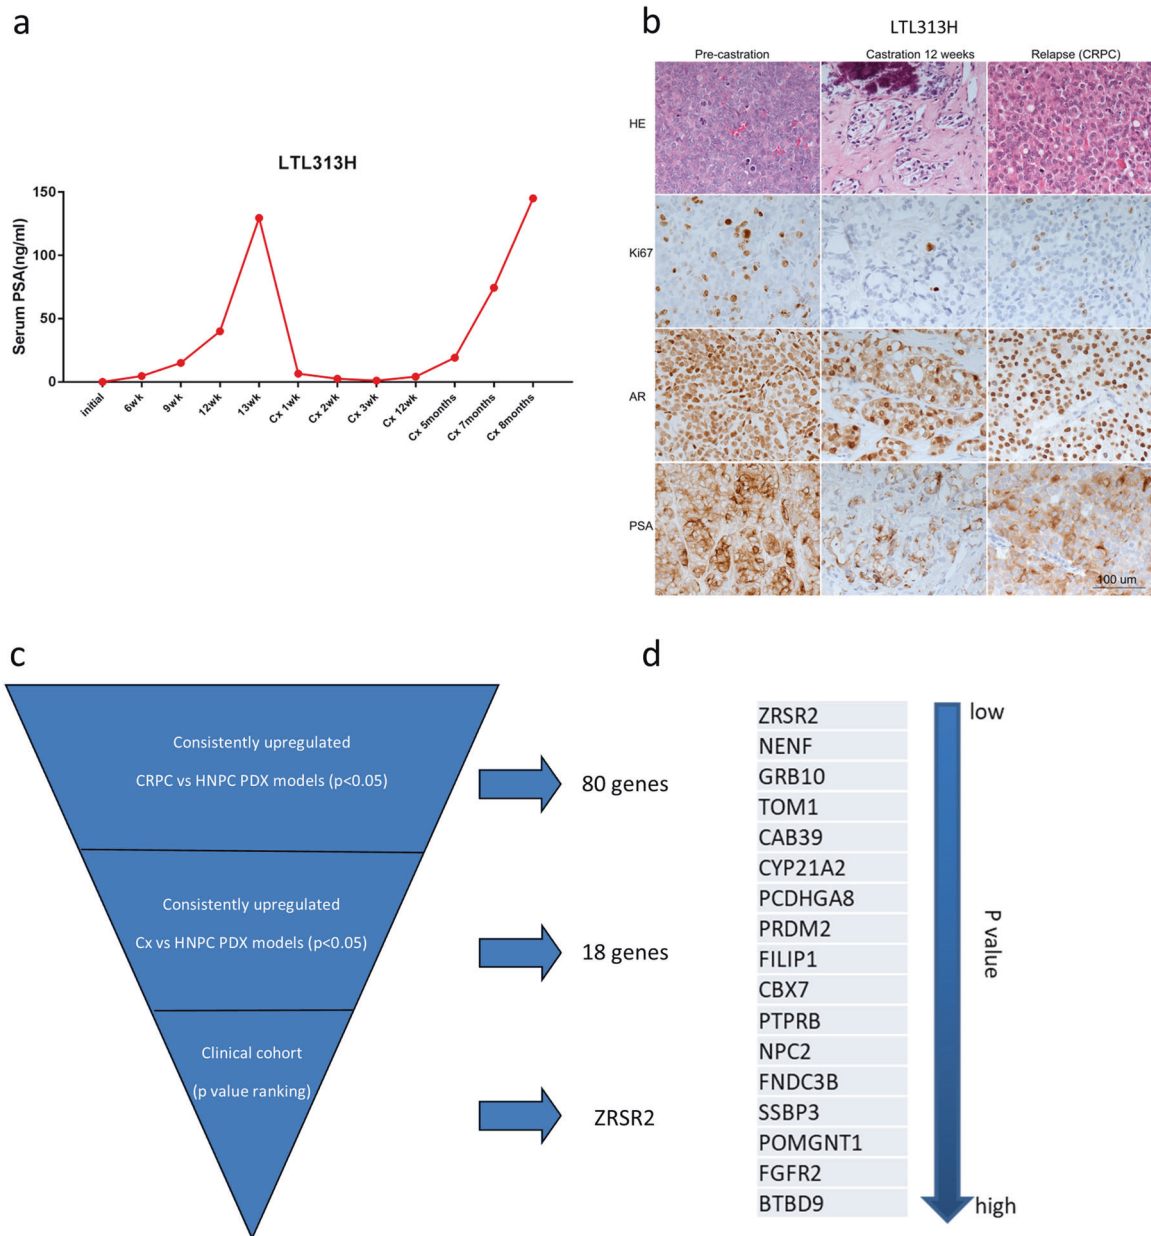 a
LTL313H
Serum PSA(ng/ml)
150
100
50
0
initial
6wk
9wk
12wk
13wk
Cx 1wk
Cx 2wk
Cx 3wk
Cx 12wk
Cx 5months
Cx 7months
Cx 8months
b
LTL313H
Pre-castration
Castration 12 weeks
Relapse (CRPC)
HE
Ki67
AR
PSA
100 um
c
Consistently upregulated
CRPC vs HNPC PDX models (p<0.05)
80 genes
Consistently upregulated
Cx vs HNPC PDX models (p<0.05)
18 genes
Clinical cohort
(p value ranking)
ZRSR2
d
ZRSR2
NENF
GRB10
TOM1
CAB39
CYP21A2
PCDHGA8
PRDM2
FILIP1
CBX7
PTPRB
NPC2
FNDC3B
SSBP3
POMGNT1
FGFR2
BTBD9
low
P value
high